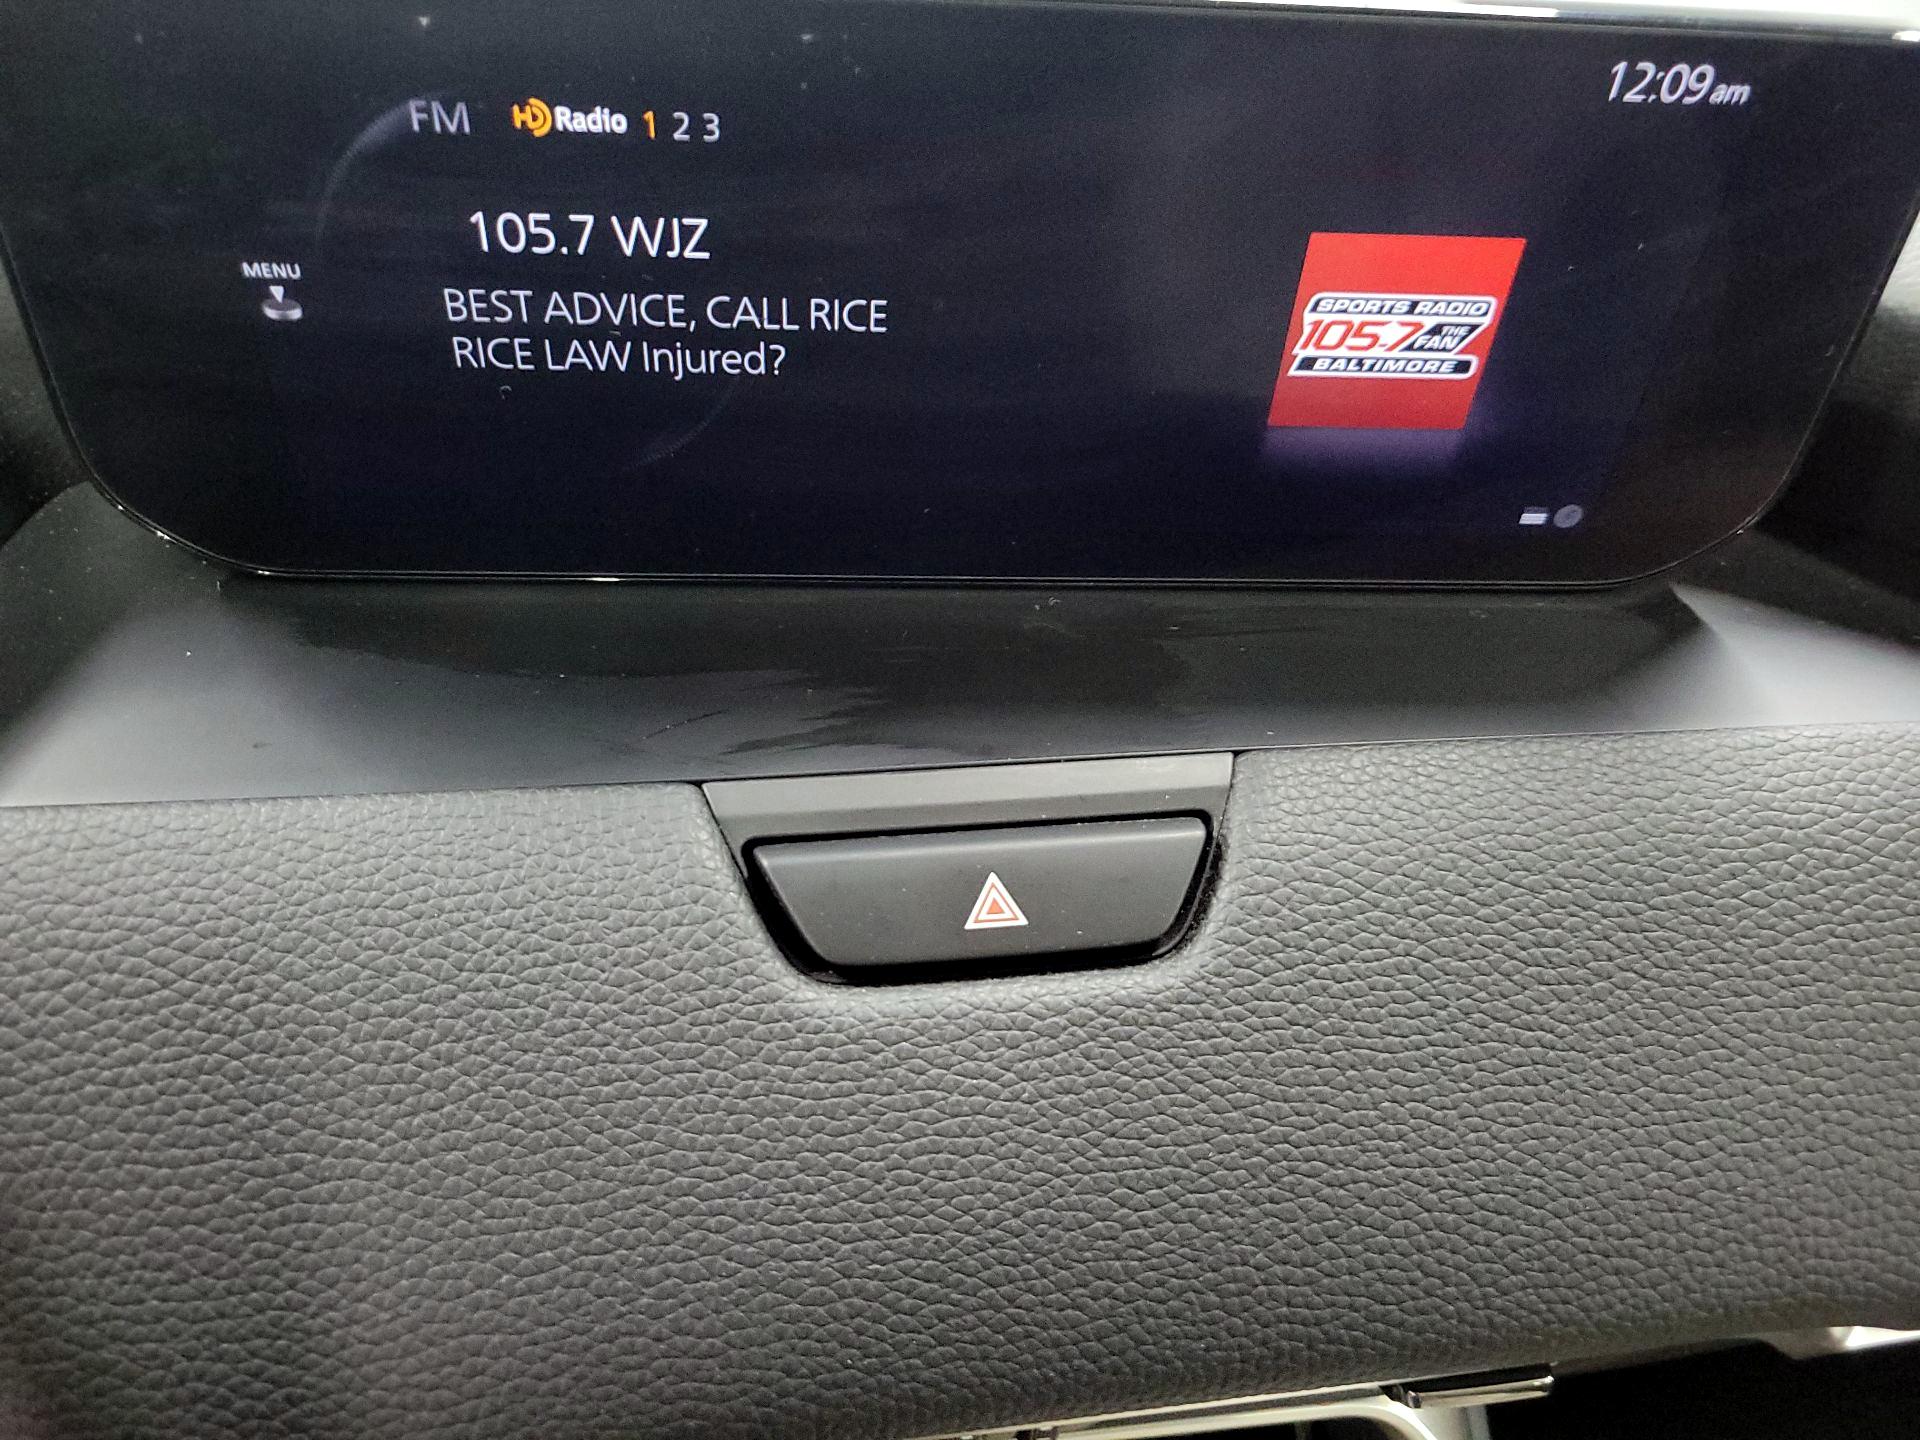 12:09am
FM HD Radio 1 2 3
105.7 WJZ
MENU
BEST ADVICE, CALL RICE
RICE LAW Injured?
SPORTS RADIO
105.7 THE FAN
BALTIMORE